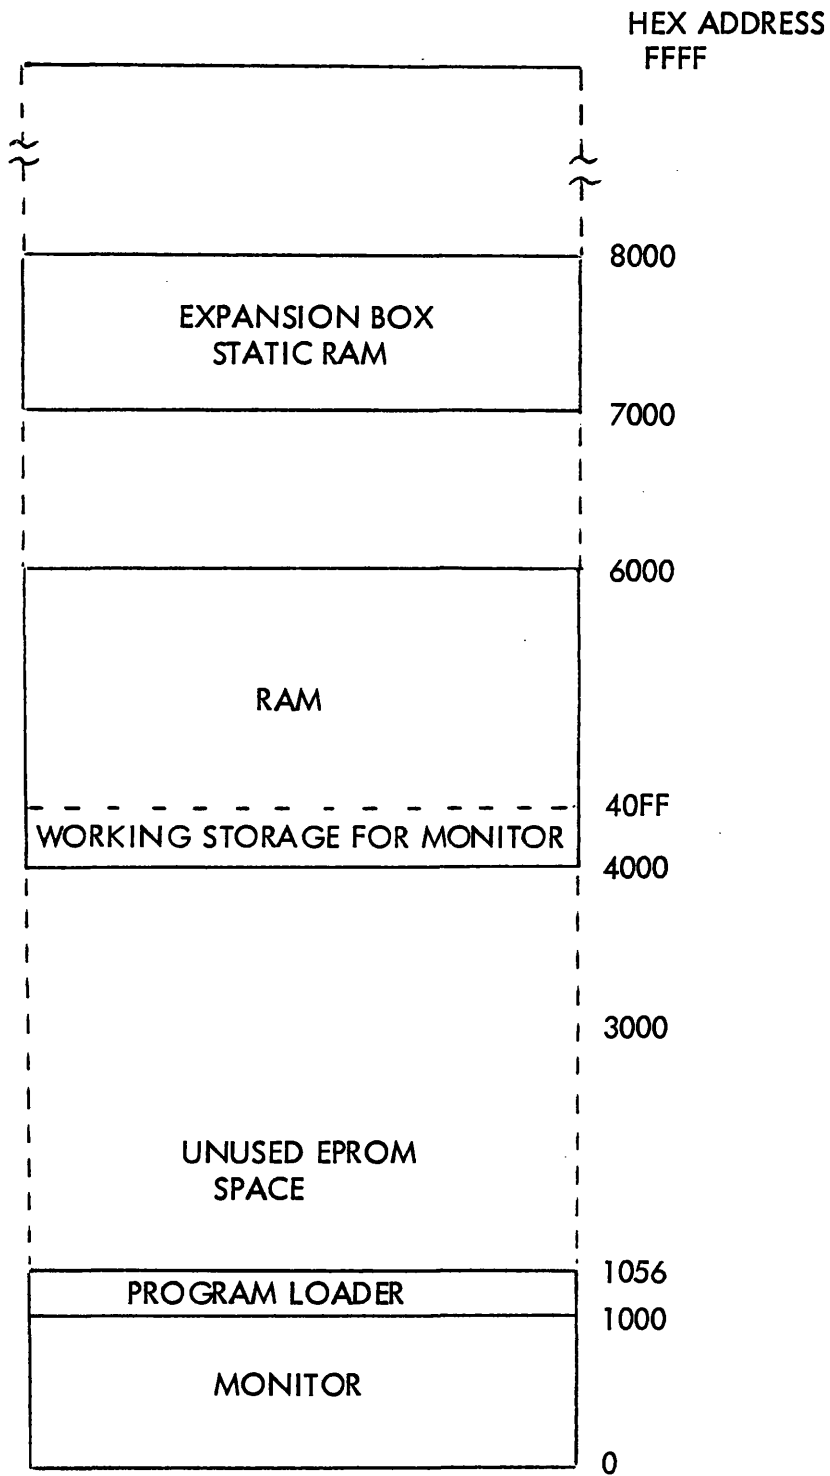 HEX ADDRESS
FFFF
8000
EXPANSION BOX
STATIC RAM
7000
6000
RAM
40FF
WORKING STORAGE FOR MONITOR
4000
3000
UNUSED EPROM
SPACE
1056
PROGRAM LOADER
1000
MONITOR
0